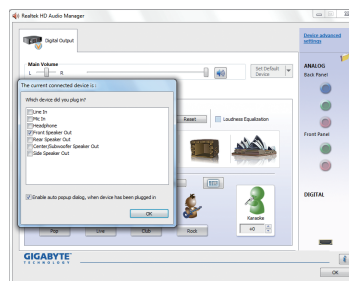 Realtek HD Audio Manager
Digital Output
Device advanced settings
Main Volume
L
R
Set Default Device
ANALOG
Back Panel
The current connected device is :
Which device did you plug in?
Line In
Mic In
Headphone
Front Speaker Out
Rear Speaker Out
Center/Subwoofer Speaker Out
Side Speaker Out
Enable auto popup dialog, when device has been plugged in
OK
Reset
Loudness Equalization
Front Panel
DIGITAL
Pop
Live
Club
Rock
Karaoke
+0
GIGABYTE
TECHNOLOGY
OK